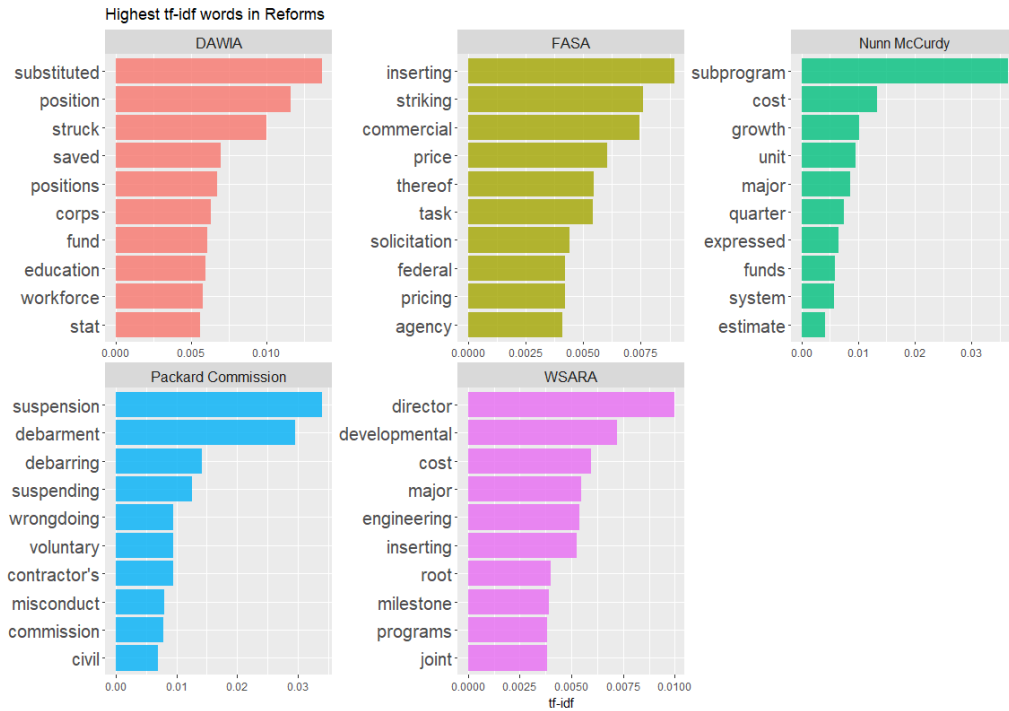 Highest tf-idf words in Reforms
DAWIA
substituted
position
struck
saved
positions
corps
fund
education
workforce
stat
0.000 0.005 0.010
FASA
inserting
striking
commercial
price
thereof
task
solicitation
federal
pricing
agency
0.0000 0.0025 0.0050 0.0075
Nunn McCurdy
subprogram
cost
growth
unit
major
quarter
expressed
funds
system
estimate
0.00 0.01 0.02 0.03
Packard Commission
suspension
debarment
debarring
suspending
wrongdoing
voluntary
contractor's
misconduct
commission
civil
0.00 0.01 0.02 0.03
WSARA
director
developmental
cost
major
engineering
inserting
root
milestone
programs
joint
0.0000 0.0025 0.0050 0.0075 0.0100
tf-idf